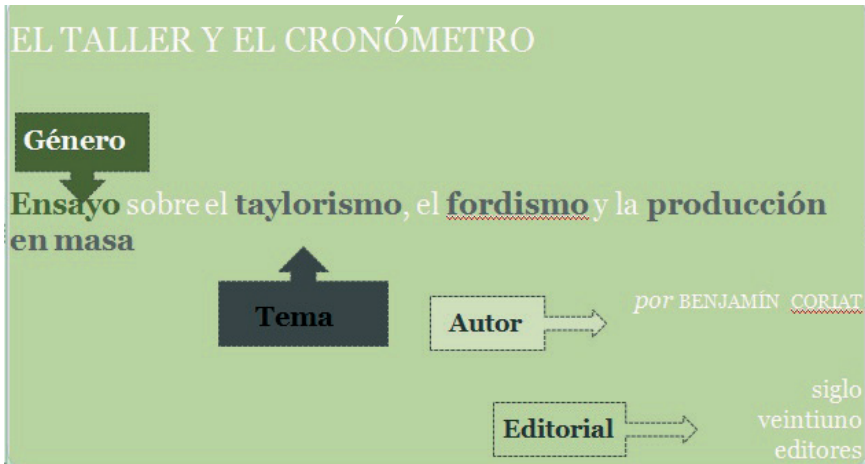 EL TALLER Y EL CRONÓMETRO
Género
Ensayo sobre el taylorismo, el fordismo y la producción
en masa
Tema
Autor
por BENJAMÍN CORIAT
Editorial
siglo
veintiuno
editores